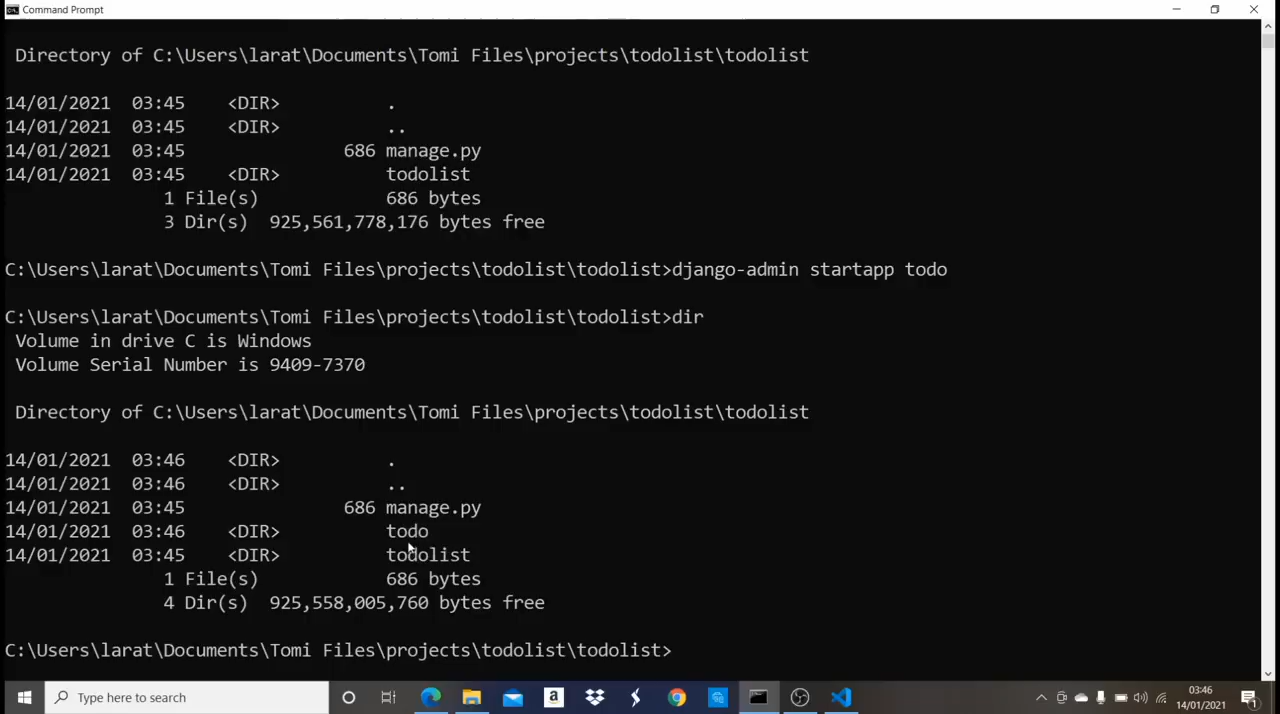 Command Prompt
Directory of C:\Users\larat\Documents\Tomi Files\projects\todolist\todolist
14/01/2021  03:45    <DIR>          .
14/01/2021  03:45    <DIR>          ..
14/01/2021  03:45               686 manage.py
14/01/2021  03:45    <DIR>          todolist
               1 File(s)            686 bytes
               3 Dir(s)  925,561,778,176 bytes free
C:\Users\larat\Documents\Tomi Files\projects\todolist\todolist>django-admin startapp todo
C:\Users\larat\Documents\Tomi Files\projects\todolist\todolist>dir
Volume in drive C is Windows
Volume Serial Number is 9409-7370
Directory of C:\Users\larat\Documents\Tomi Files\projects\todolist\todolist
14/01/2021  03:46    <DIR>          .
14/01/2021  03:46    <DIR>          ..
14/01/2021  03:45               686 manage.py
14/01/2021  03:46    <DIR>          todo
14/01/2021  03:45    <DIR>          todolist
               1 File(s)            686 bytes
               4 Dir(s)  925,558,005,760 bytes free
C:\Users\larat\Documents\Tomi Files\projects\todolist\todolist>
Type here to search
03:46
14/01/2021
1